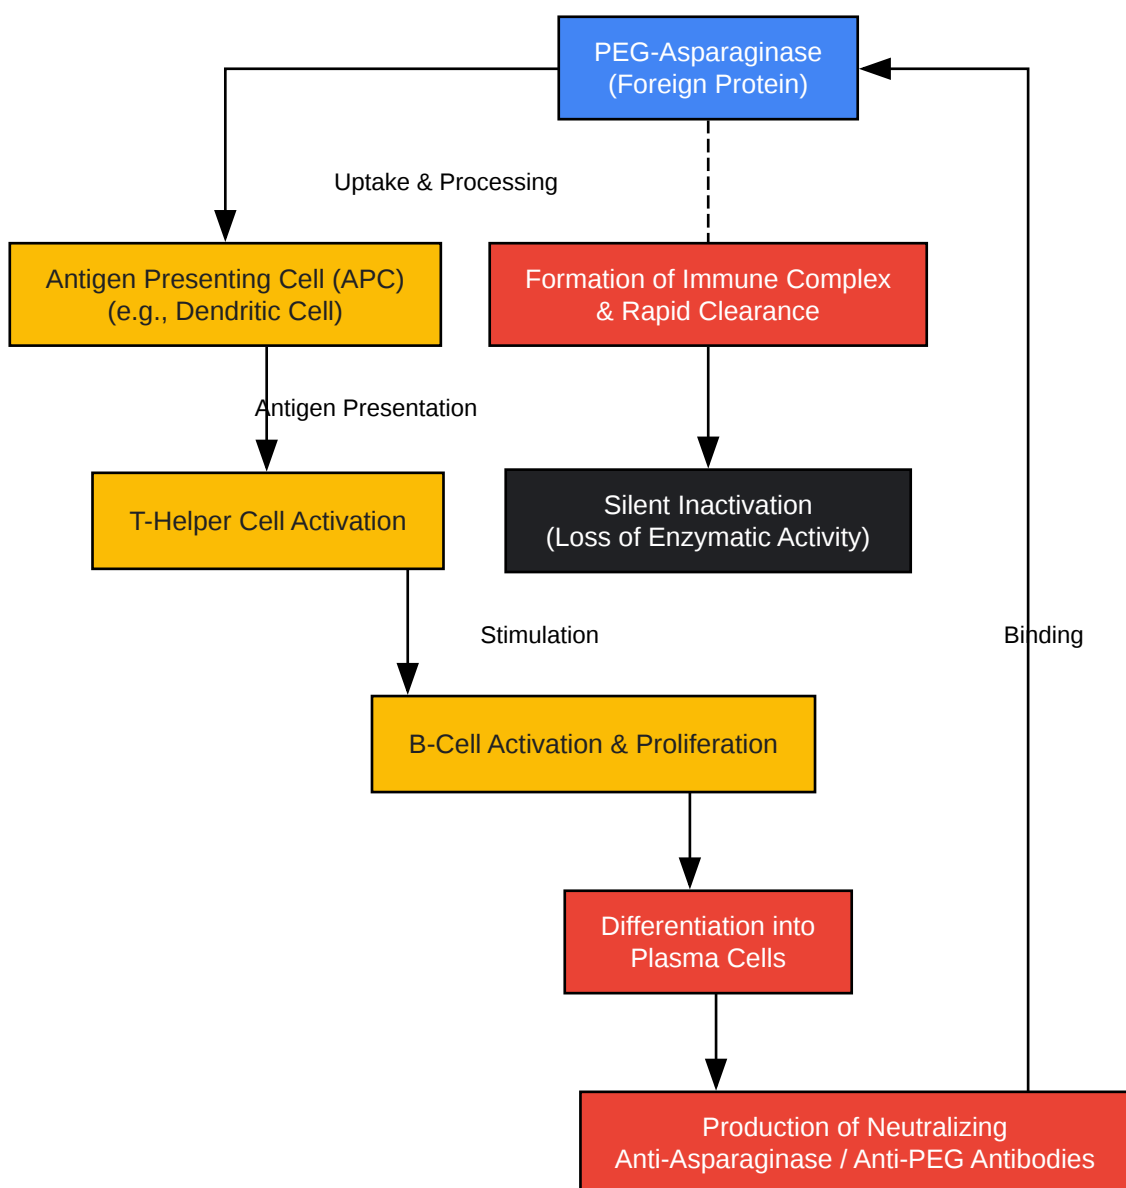 PEG-Asparaginase
(Foreign Protein)
Uptake & Processing
Antigen Presenting Cell (APC)
(e.g., Dendritic Cell)
Formation of Immune Complex
& Rapid Clearance
Antigen Presentation
T-Helper Cell Activation
Silent Inactivation
(Loss of Enzymatic Activity)
Stimulation
Binding
B-Cell Activation & Proliferation
Differentiation into
Plasma Cells
Production of Neutralizing
Anti-Asparaginase / Anti-PEG Antibodies